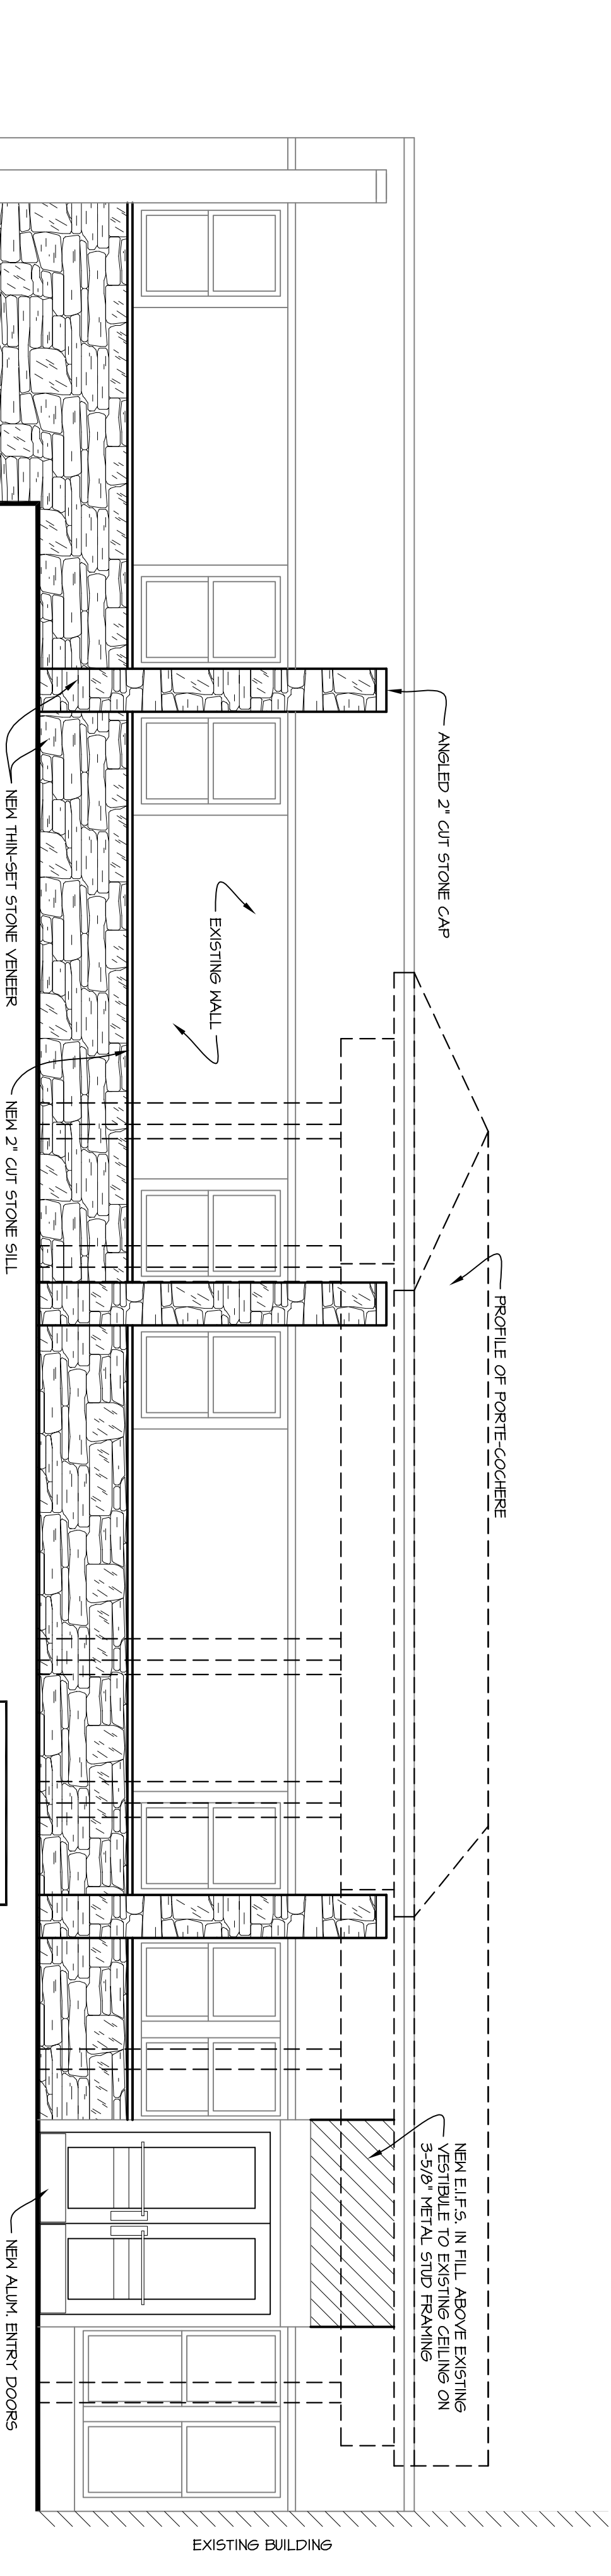 ANGLED 2" CUT STONE CAP
NEW THIN-SET STONE VENEER
EXISTING WALL
NEW 2" CUT STONE SILL
PROFILE OF PORTE-COCHERE
NEW E.I.F.S. IN FILL ABOVE EXISTING
VESTIBULE TO EXISTING CEILING ON
3-5/8" METAL STUD FRAMING
NEW ALUM. ENTRY DOORS
EXISTING BUILDING